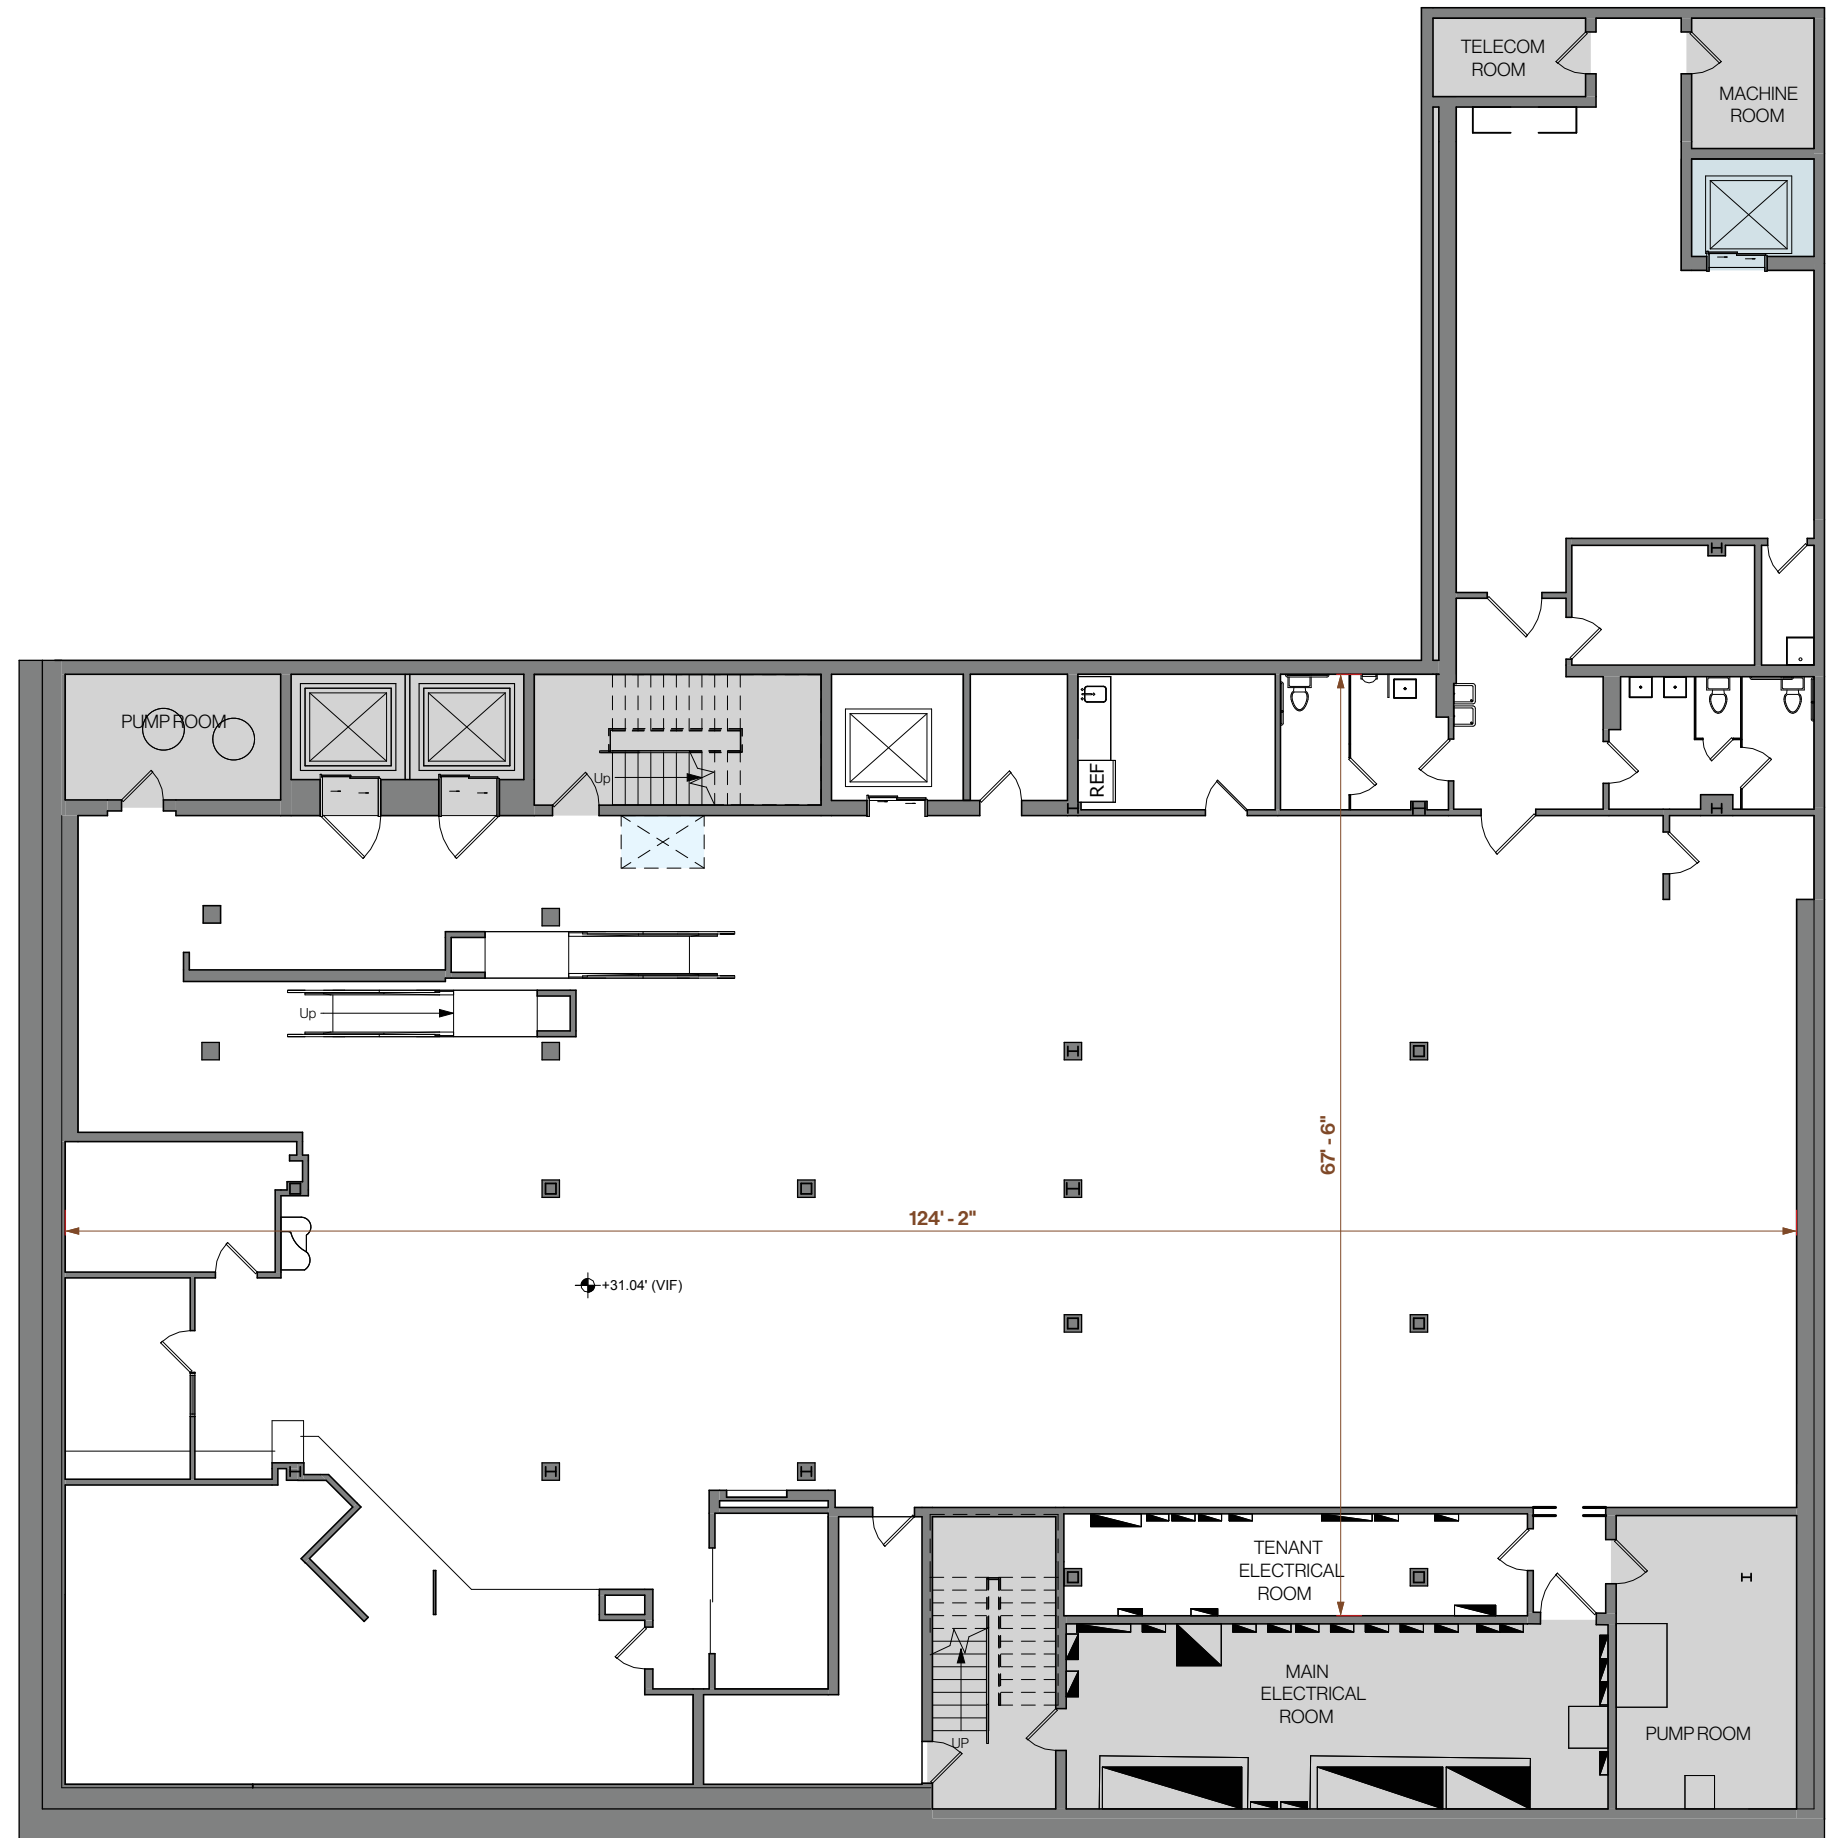 TELECOM
ROOM
MACHINE
ROOM
PUMP ROOM
Up
REF
Up
67' - 6"
124' - 2"
+31.04' (VIF)
TENANT
ELECTRICAL
ROOM
MAIN
ELECTRICAL
ROOM
UP
PUMP ROOM